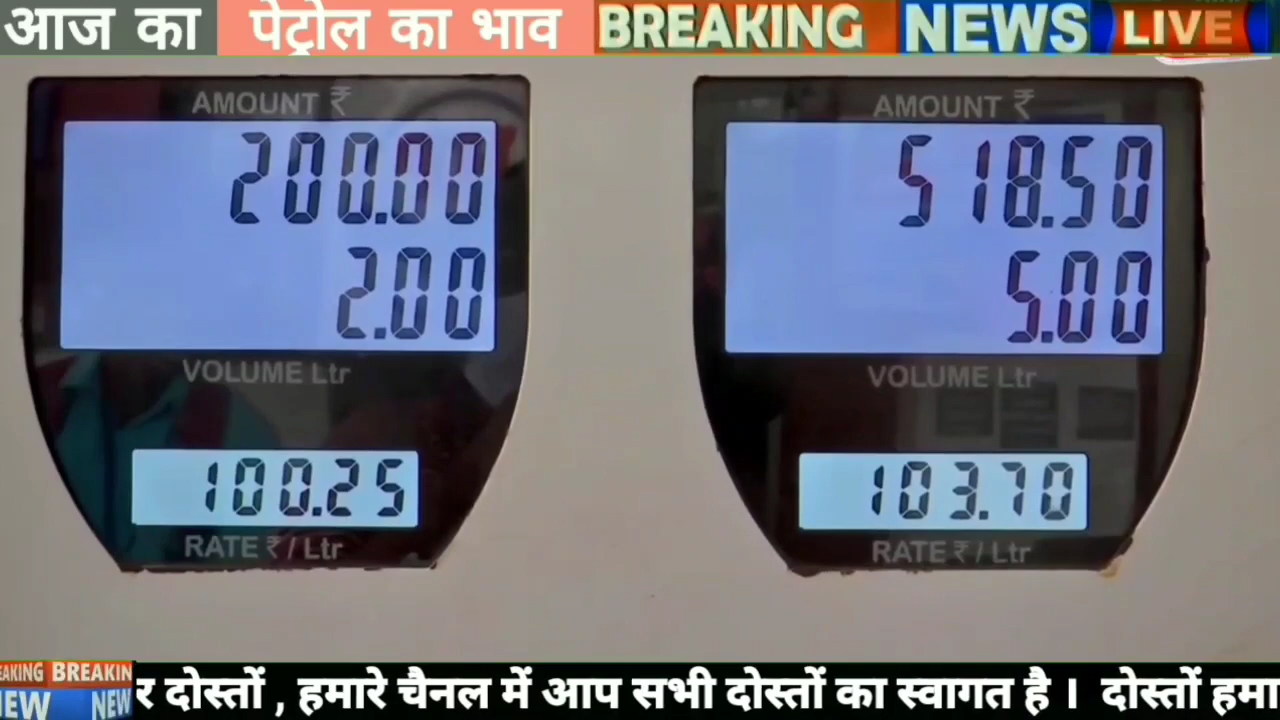 आज का पेट्रोल का भाव BREAKING NEWS LIVE
AMOUNT ₹
200.00
2.00
VOLUME Ltr
100.25
RATE ₹ / Ltr
AMOUNT ₹
518.50
5.00
VOLUME Ltr
103.70
RATE ₹ / Ltr
BREAKIN
NEW
NEW
र दोस्तों , हमारे चैनल में आप सभी दोस्तों का स्वागत है । दोस्तों हमा